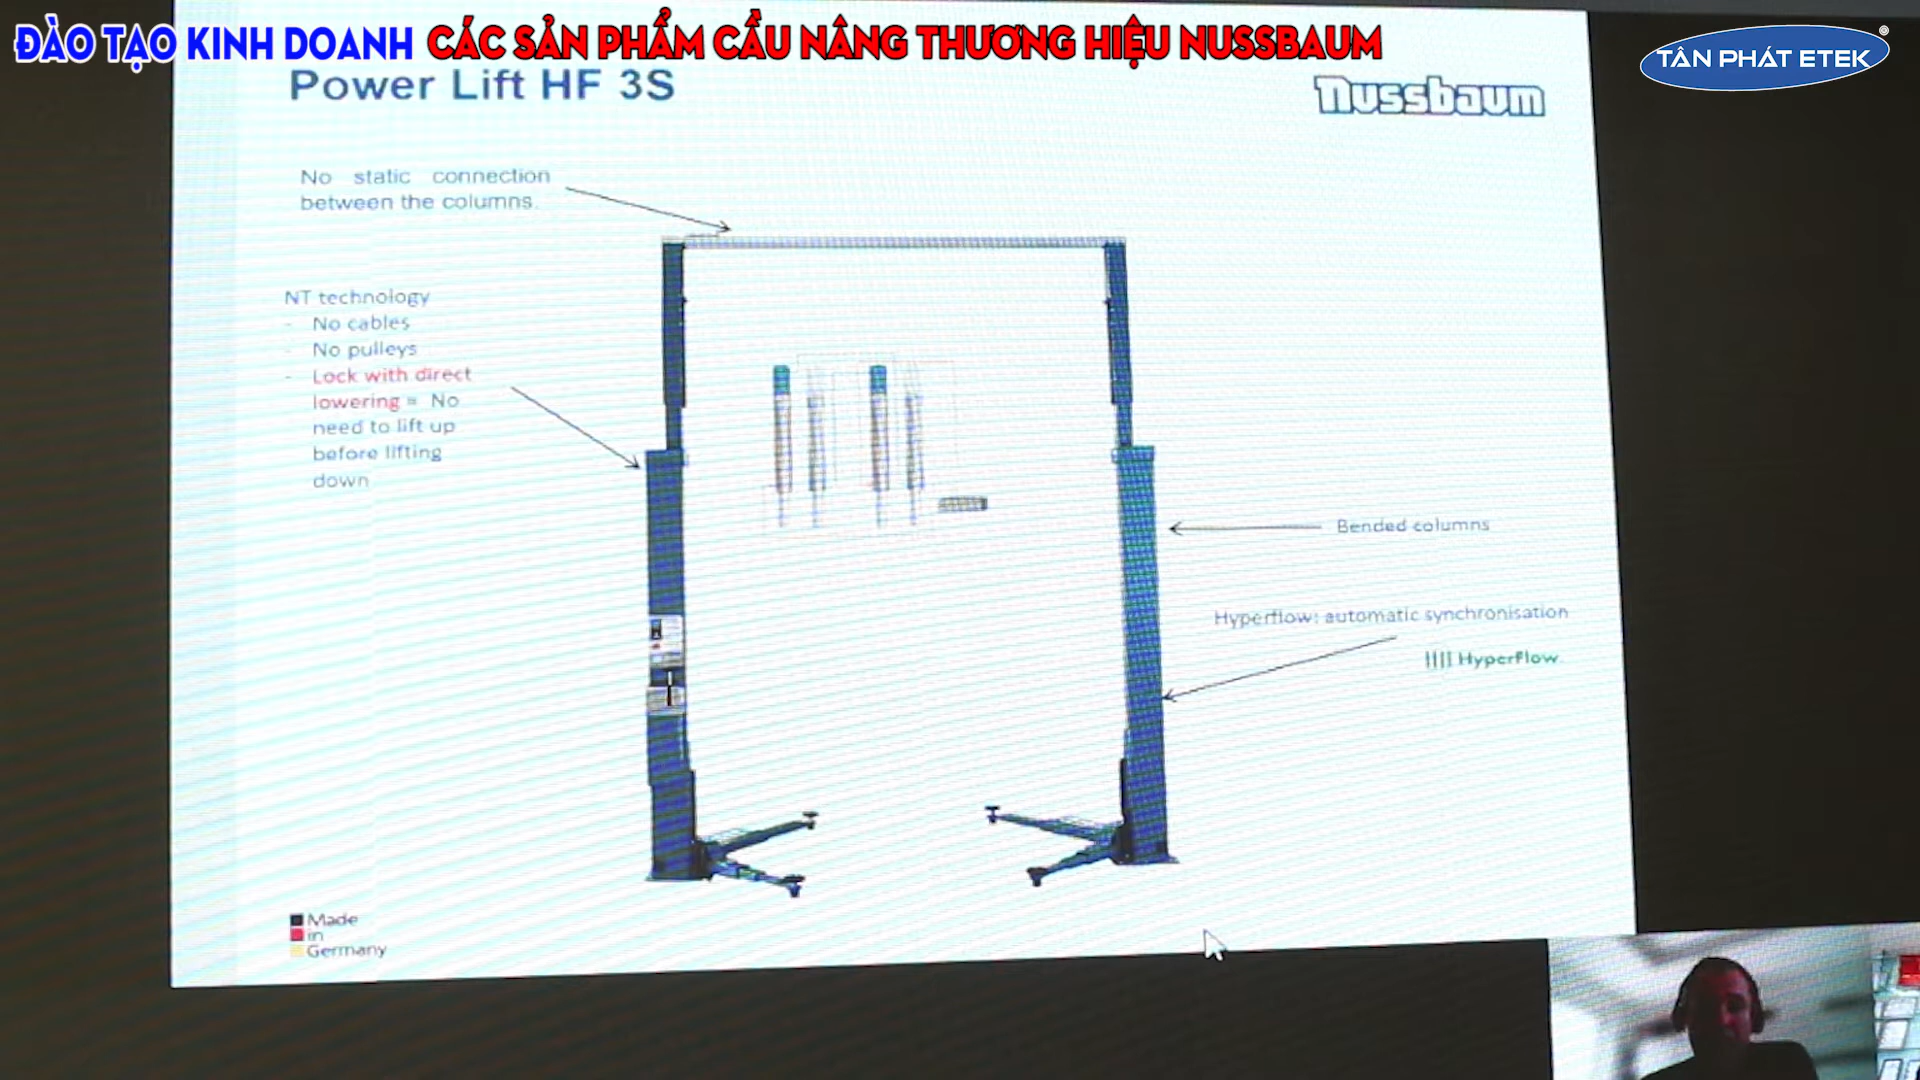 ĐÀO TẠO KINH DOANH CÁC SẢN PHẨM CẦU NÂNG THƯƠNG HIỆU NUSSBAUM
TÂN PHÁT ETEK
Power Lift HF 3S
Nussbaum
No static connection
between the columns.
NT technology
- No cables
- No pulleys
- Lock with direct
lowering = No
need to lift up
before lifting
down
Bended columns
Hyperflow: automatic synchronisation
HyperFlow
Made
in
Germany